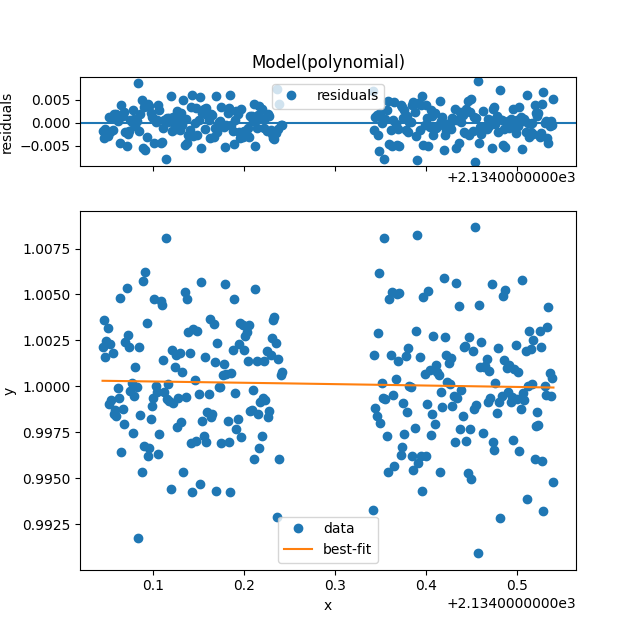 Model(polynomial)
residuals
0.005
0.000
−0.005
residuals
+2.1340000000e3
1.0075
1.0050
1.0025
1.0000
0.9975
0.9950
0.9925
y
data
best-fit
0.1 0.2 0.3 0.4 0.5
x
+2.1340000000e3